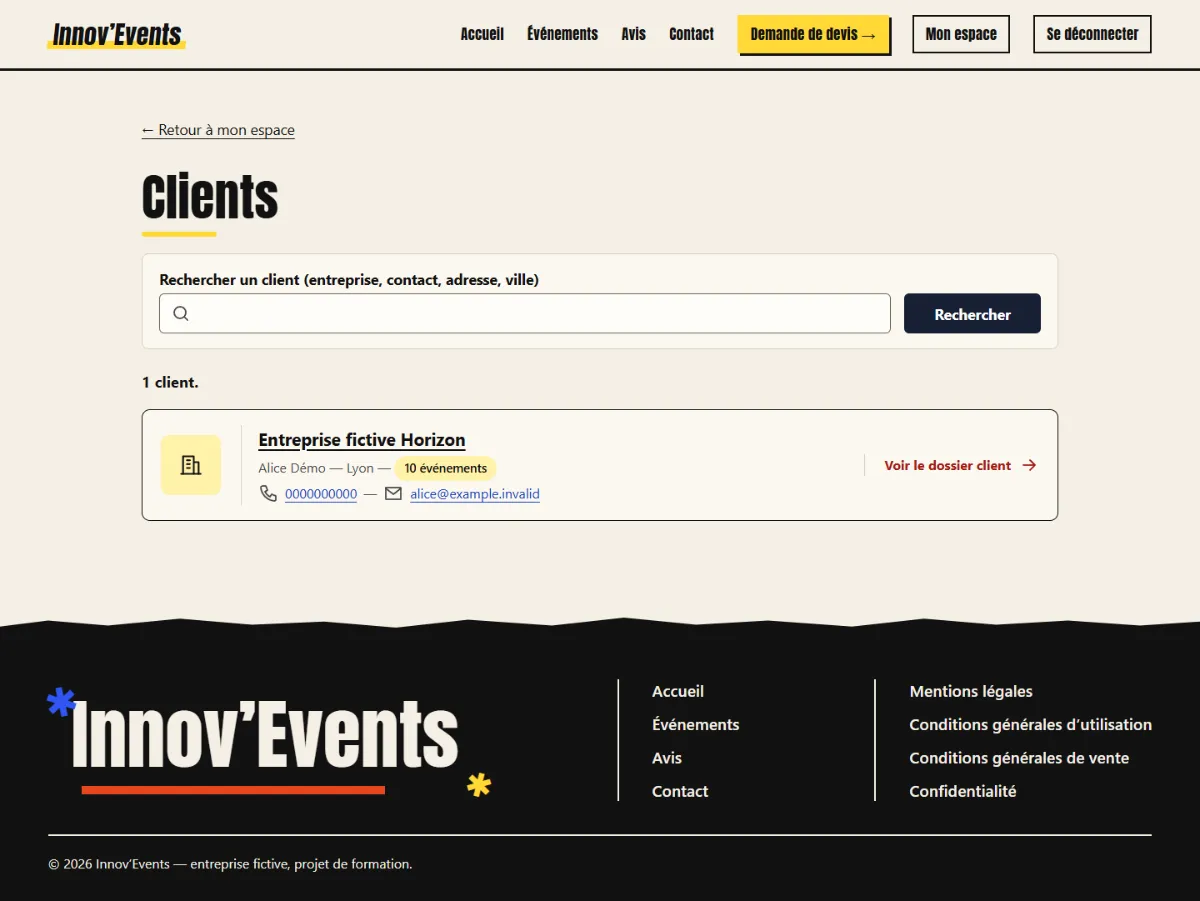 Innov’Events
Accueil Événements Avis Contact Demande de devis → Mon espace Se déconnecter
← Retour à mon espace
Clients
Rechercher un client (entreprise, contact, adresse, ville)
Rechercher
1 client.
Entreprise fictive Horizon
Alice Démo — Lyon — 10 événements
0000000000 — alice@example.invalid
Voir le dossier client →
Innov’Events
Accueil
Événements
Avis
Contact
Mentions légales
Conditions générales d’utilisation
Conditions générales de vente
Confidentialité
© 2026 Innov’Events — entreprise fictive, projet de formation.